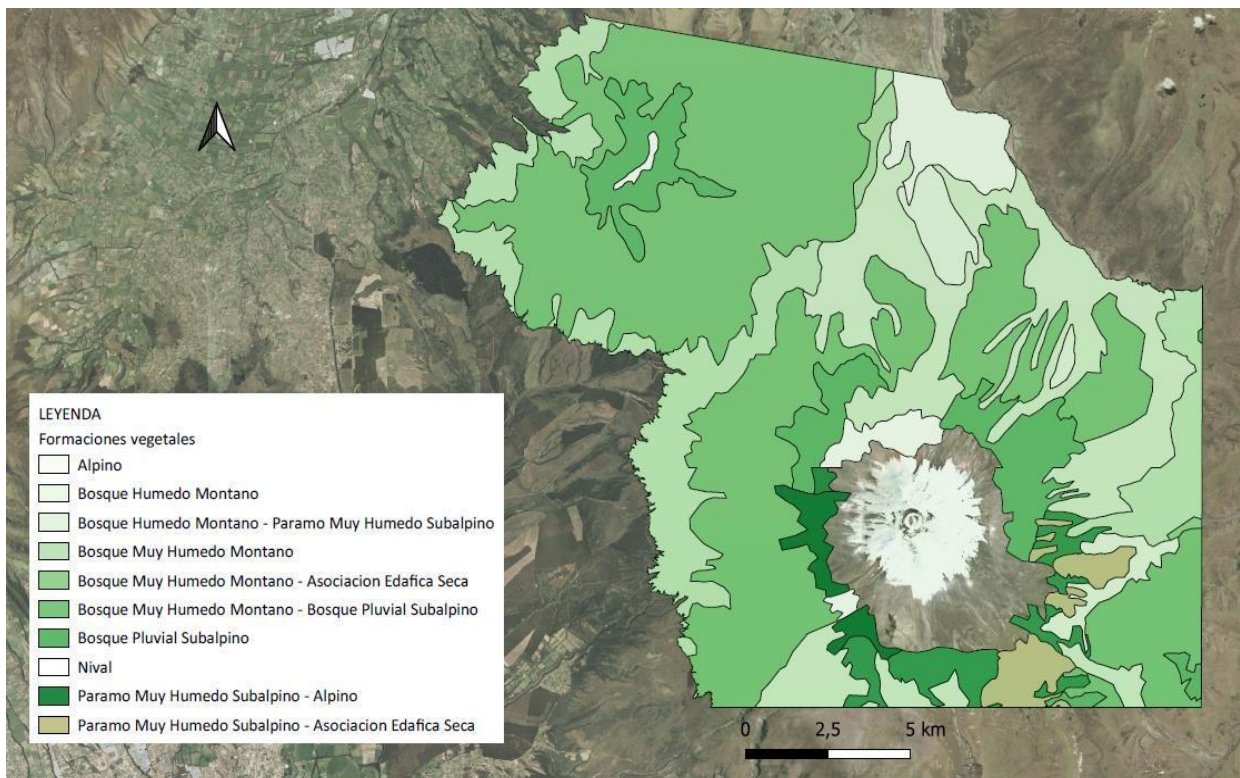 LEYENDA
Formaciones vegetales
Alpino
Bosque Humedo Montano
Bosque Humedo Montano - Paramo Muy Humedo Subalpino
Bosque Muy Humedo Montano
Bosque Muy Humedo Montano - Asociacion Edafica Seca
Bosque Muy Humedo Montano - Bosque Pluvial Subalpino
Bosque Pluvial Subalpino
Nival
Paramo Muy Humedo Subalpino - Alpino
Paramo Muy Humedo Subalpino - Asociacion Edafica Seca
0 2,5 5 km